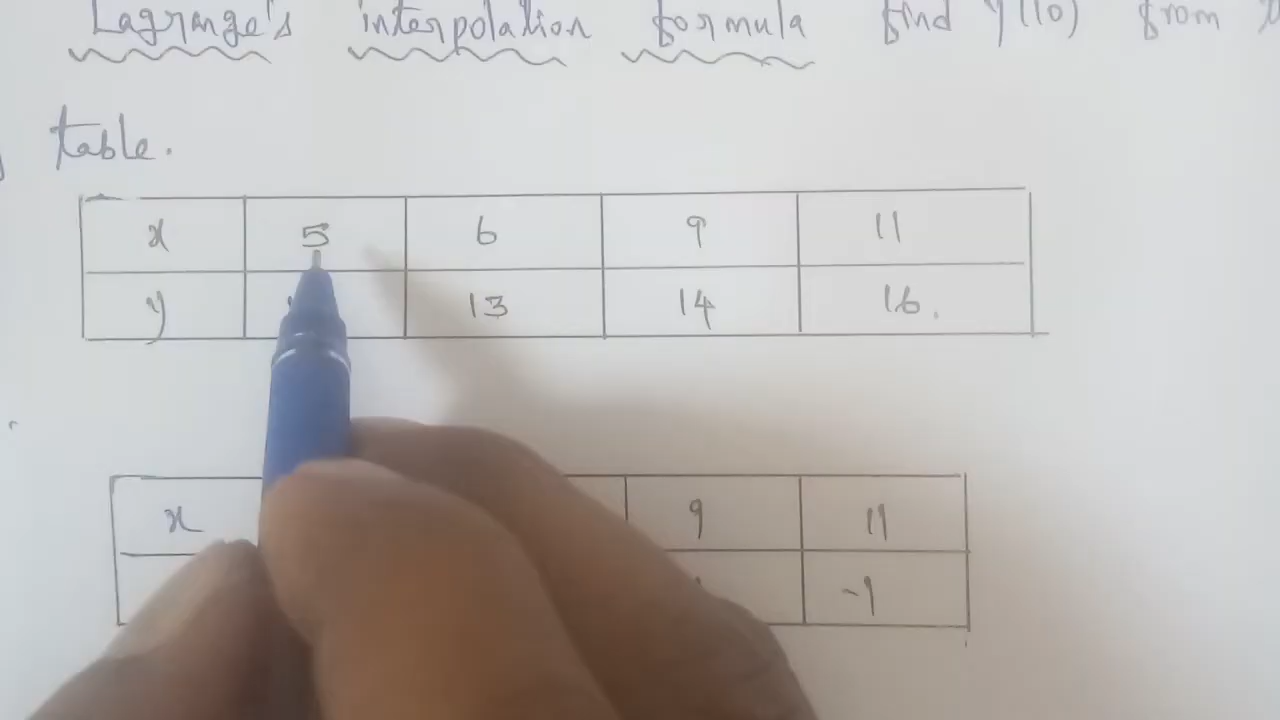 Lagrange's interpolation formula find y(10) from
table.
x 5 6 9 11
y 13 14 16.
x 9 11
-1